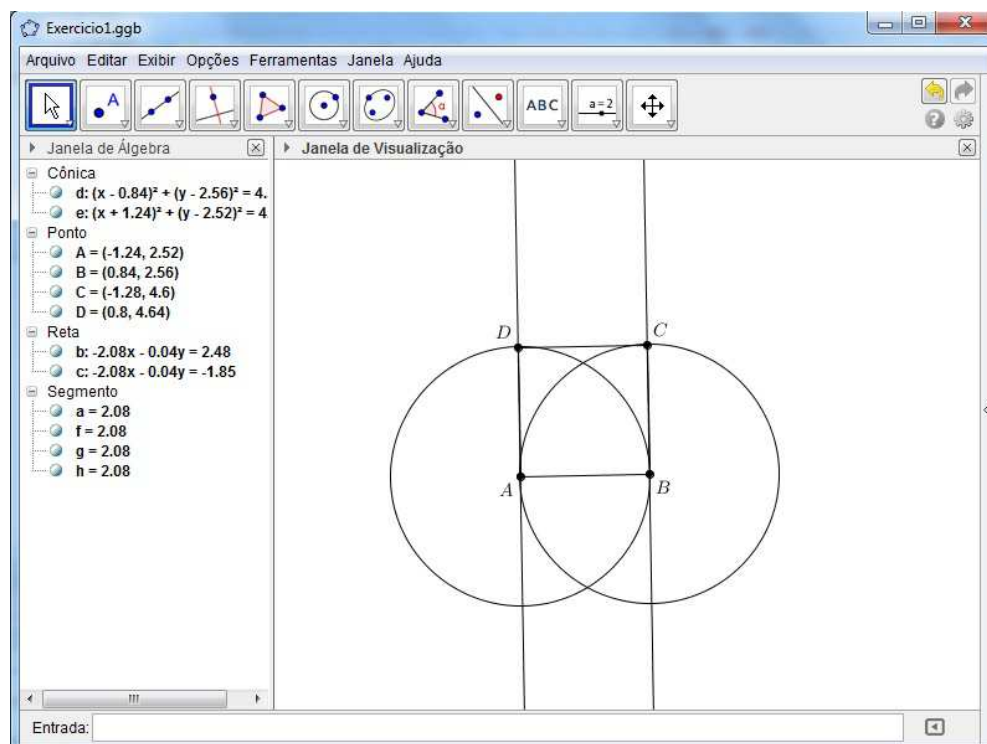 Exercicio1.ggb
Arquivo Editar Exibir Opções Ferramentas Janela Ajuda
A
α
ABC
a=2
?
Janela de Álgebra
Janela de Visualização
Cônica
d: (x - 0.84)² + (y - 2.56)² = 4.
e: (x + 1.24)² + (y - 2.52)² = 4
Ponto
A = (-1.24, 2.52)
B = (0.84, 2.56)
C = (-1.28, 4.6)
D = (0.8, 4.64)
Reta
b: -2.08x - 0.04y = 2.48
c: -2.08x - 0.04y = -1.85
Segmento
a = 2.08
f = 2.08
g = 2.08
h = 2.08
D
C
A
B
Entrada: